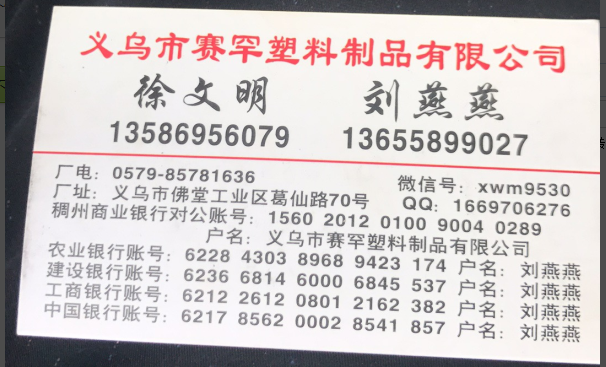 义乌市赛罕塑料制品有限公司
徐文明 刘燕燕
13586956079 13655899027
厂电：0579-85781636 微信号：xwm9530
厂址：义乌市佛堂工业区葛仙路70号 QQ：1669706276
稠州商业银行对公账号：1560 2012 0100 9004 0289
户名：义乌市赛罕塑料制品有限公司
农业银行账号：6228 4303 8968 9423 174 户名：刘燕燕
建设银行账号：6236 6814 6000 6845 537 户名：刘燕燕
工商银行账号：6212 2612 0801 2162 382 户名：刘燕燕
中国银行账号：6217 8562 0002 8541 857 户名：刘燕燕